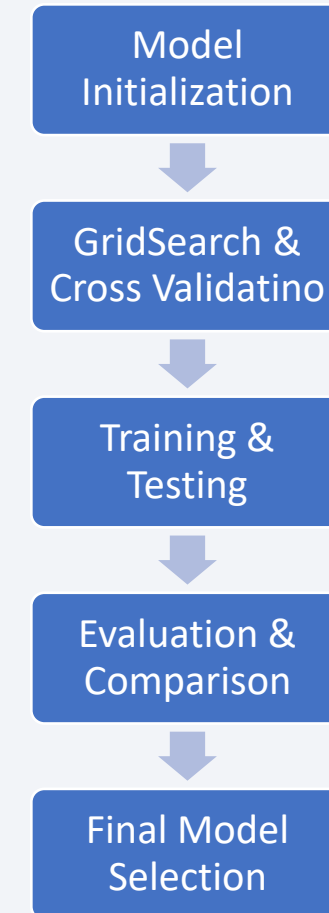 Model
Initialization
GridSearch &
Cross Validatino
Training &
Testing
Evaluation &
Comparison
Final Model
Selection